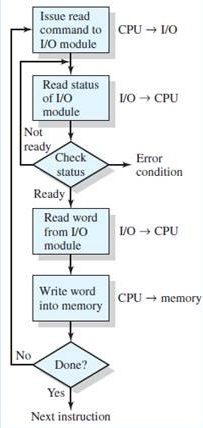 Issue read
command to
I/O module
CPU → I/O
Read status
of I/O
module
I/O → CPU
Not
ready
Check
status
Error
condition
Ready
Read word
from I/O
module
I/O → CPU
Write word
into memory
CPU → memory
No
Done?
Yes
Next instruction